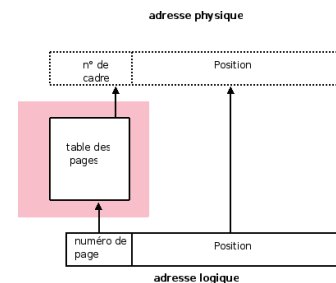 adresse physique
n° de
cadre
Position
table des
pages
numéro de
page
Position
adresse logique